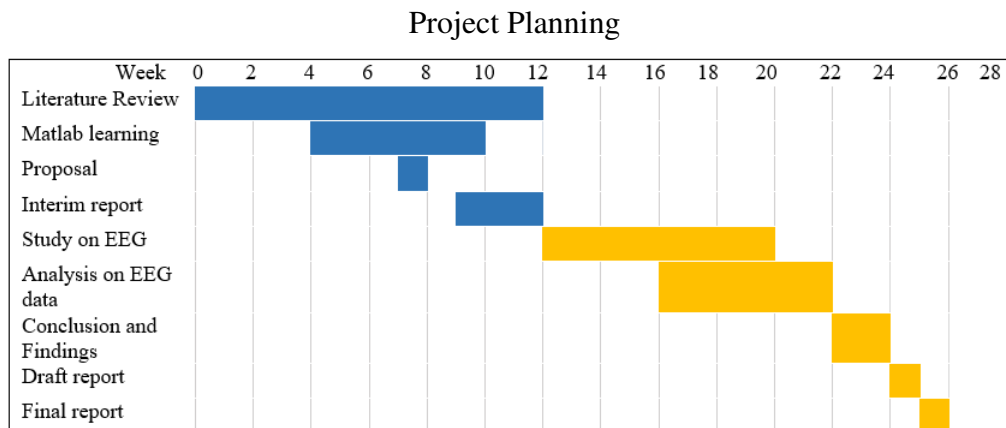 Project Planning
Week 0 2 4 6 8 10 12 14 16 18 20 22 24 26 28
Literature Review
Matlab learning
Proposal
Interim report
Study on EEG
Analysis on EEG
data
Conclusion and
Findings
Draft report
Final report